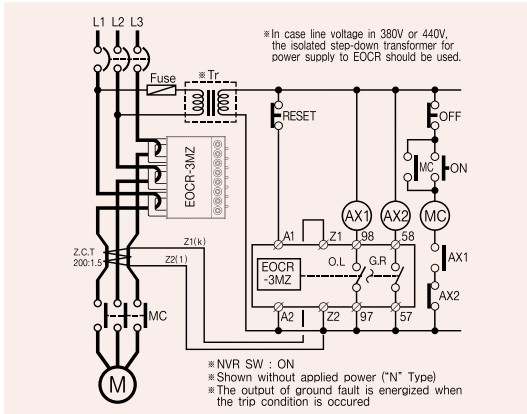 L1 L2 L3
※In case line voltage in 380V or 440V,
the isolated step-down transformer for
power supply to EOCR should be used.
Fuse
※Tr
RESET
OFF
EOCR-3MZ
MC
ON
AX1
AX2
MC
A1
Z1
98
58
Z.C.T
200:1.5
Z1(k)
Z2(1)
EOCR
-3MZ
O.L
G.R
AX1
AX2
MC
A2
Z2
97
57
M
※NVR SW : ON
※Shown without applied power ("N" Type)
※The output of ground fault is energized when
the trip condition is occured